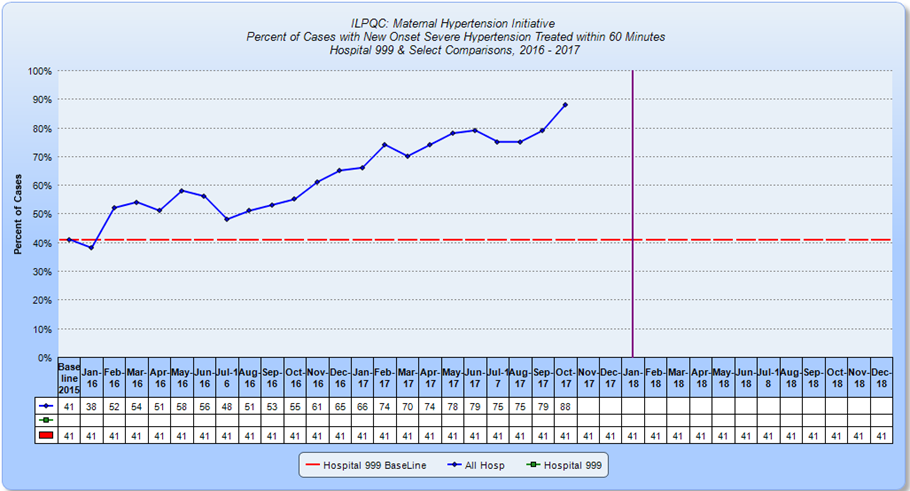 ILPQC: Maternal Hypertension Initiative
Percent of Cases with New Onset Severe Hypertension Treated within 60 Minutes
Hospital 999 & Select Comparisons, 2016 - 2017
100%
90%
80%
70%
60%
50%
40%
30%
20%
10%
0%
Percent of Cases
Base line 2015 Jan-16 Feb-16 Mar-16 Apr-16 May-16 Jun-16 Jul-16 Aug-16 Sep-16 Oct-16 Nov-16 Dec-16 Jan-17 Feb-17 Mar-17 Apr-17 May-17 Jun-17 Jul-17 Aug-17 Sep-17 Oct-17 Nov-17 Dec-17 Jan-18 Feb-18 Mar-18 Apr-18 May-18 Jun-18 Jul-18 Aug-18 Sep-18 Oct-18 Nov-18 Dec-18
41 38 52 54 51 58 56 48 51 53 55 61 65 66 74 70 74 78 79 75 75 79 88
41 41 41 41 41 41 41 41 41 41 41 41 41 41 41 41 41 41 41 41 41 41 41 41 41 41 41 41 41 41 41 41 41 41 41 41 41
Hospital 999 BaseLine All Hosp Hospital 999